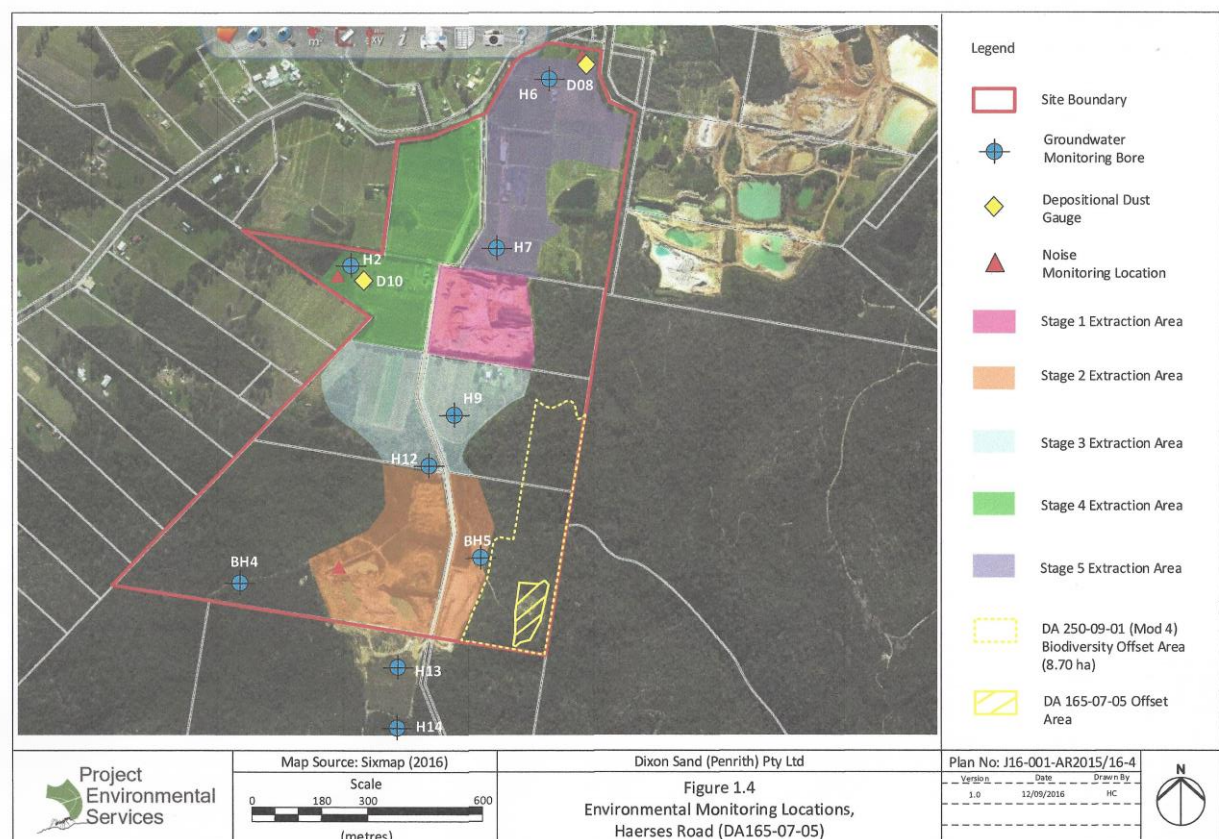 H6
D08
H7
H2
D10
H9
H12
BH5
BH4
H13
H14
Legend
Site Boundary
Groundwater
Monitoring Bore
Depositional Dust
Gauge
Noise
Monitoring Location
Stage 1 Extraction Area
Stage 2 Extraction Area
Stage 3 Extraction Area
Stage 4 Extraction Area
Stage 5 Extraction Area
DA 250-09-01 (Mod 4)
Biodiversity Offset Area
(8.70 ha)
DA 165-07-05 Offset
Area
Project
Environmental
Services
Map Source: Sixmap (2016)
Scale
0 180 300 600
(metres)
Dixon Sand (Penrith) Pty Ltd
Figure 1.4
Environmental Monitoring Locations,
Haerses Road (DA165-07-05)
Plan No: J16-001-AR2015/16-4
Version Date Drawn By
1.0 12/09/2016 HC
N